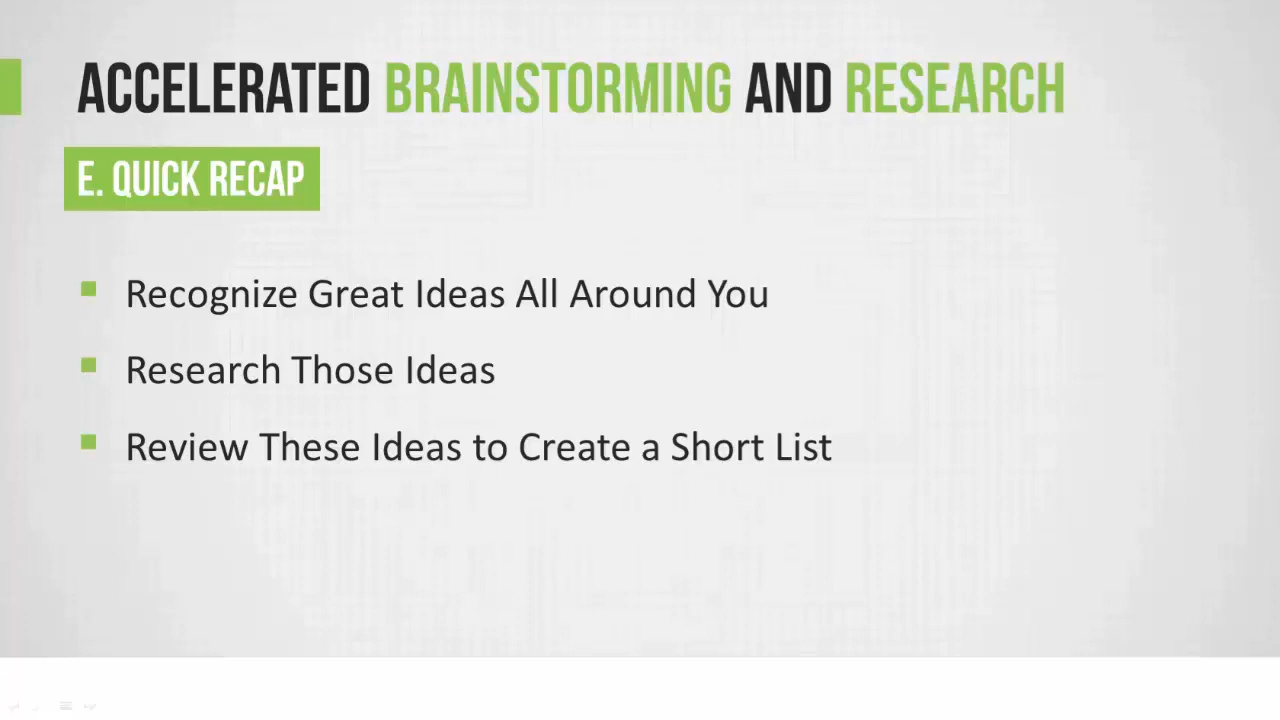 ACCELERATED BRAINSTORMING AND RESEARCH
E. QUICK RECAP
Recognize Great Ideas All Around You
Research Those Ideas
Review These Ideas to Create a Short List